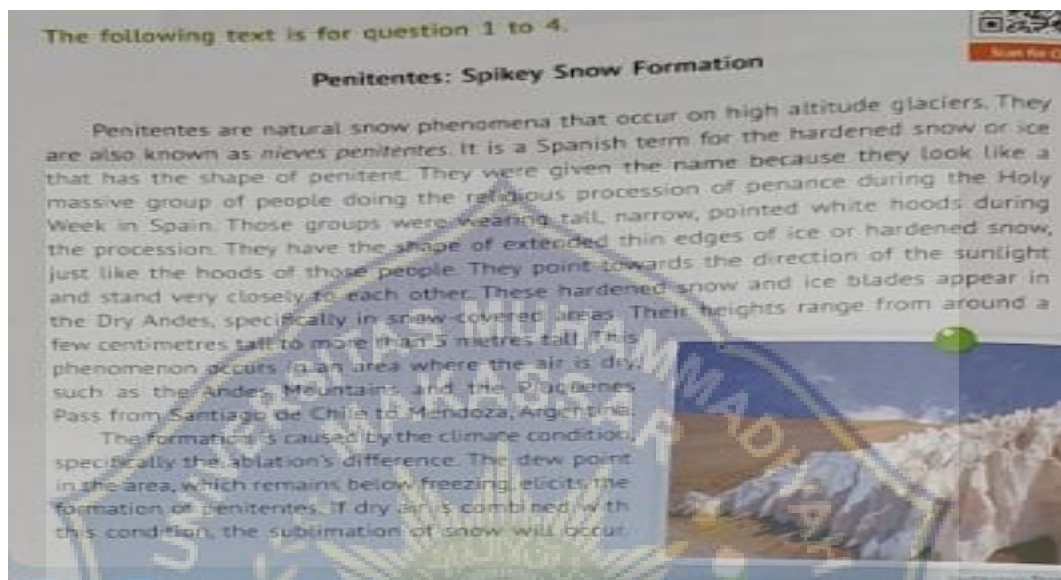 The following text is for question 1 to 4.
Scan for
Penitentes: Spikey Snow Formation
Penitentes are natural snow phenomena that occur on high altitude glaciers. They
are also known as nieves penitentes. It is a Spanish term for the hardened snow or ice
that has the shape of penitent. They were given the name because they look like a
massive group of people doing the religious procession of penance during the Holy
Week in Spain. Those groups were wearing tall, narrow, pointed white hoods during
the procession. They have the shape of extended thin edges of ice or hardened snow,
just like the hoods of those people. They point towards the direction of the sunlight
and stand very closely to each other. These hardened snow and ice blades appear in
the Dry Andes, specifically in snow-covered areas. Their heights range from around a
few centimetres tall to more than 5 metres tall. This
phenomenon occurs in an area where the air is dry,
such as the Andes Mountains and the Piuquenes
Pass from Santiago de Chile to Mendoza, Argentina.
The formation is caused by the climate condition,
specifically the ablation's difference. The dew point
in the area, which remains below freezing, elicits the
formation of penitentes. If dry air is combined with
this condition, the sublimation of snow will occur.
UNIVERSITAS MUHAMMADIYAH
MAKASSAR